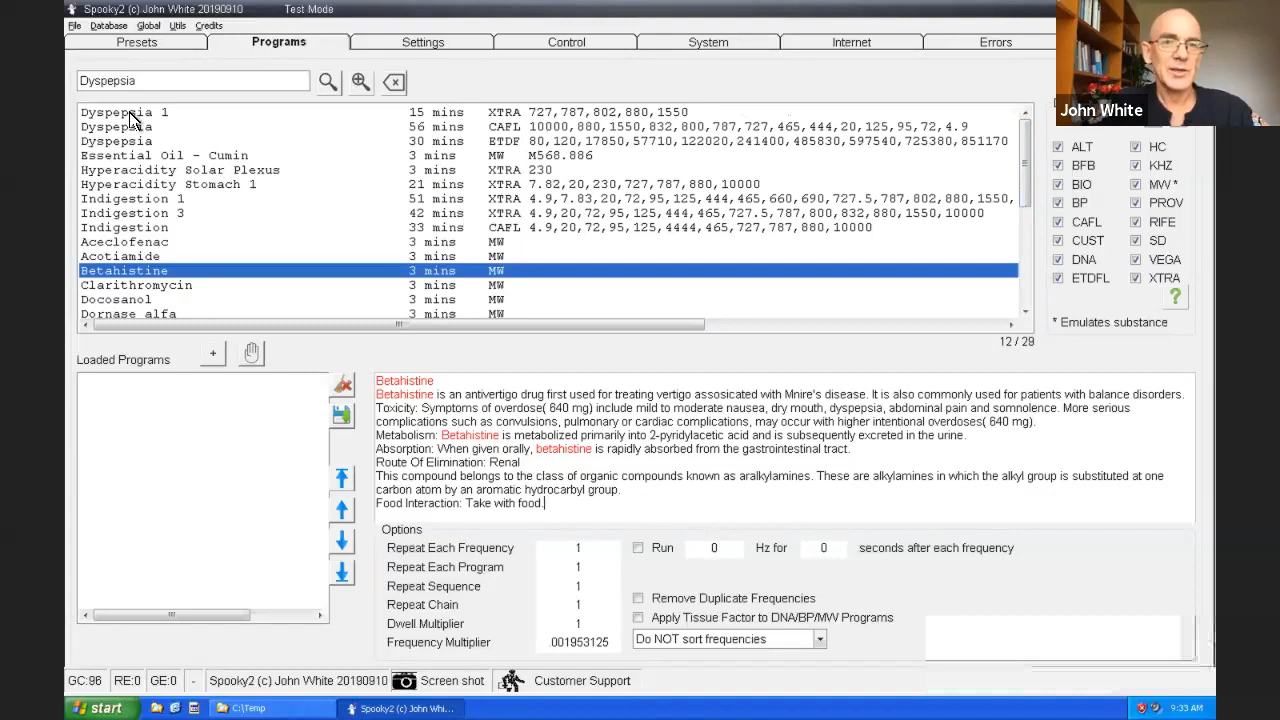 Spooky2 (c) John White 20190910 Test Mode
File Database Global Utils Credits
Presets Programs Settings Control System Internet Errors
John White
Dyspepsia
Dyspepsia 1 15 mins XTRA 727,787,802,880,1550
Dyspepsia 56 mins CAFL 10000,880,1550,832,800,787,727,465,444,20,125,95,72,4.9
Dyspepsia 30 mins ETDF 80,120,17850,57710,122020,241400,485830,597540,725380,851170
Essential Oil - Cumin 3 mins MW M568.886
Hyperacidity Solar Plexus 3 mins XTRA 230
Hyperacidity Stomach 1 21 mins XTRA 7.82,20,230,727,787,880,10000
Indigestion 1 51 mins XTRA 4.9,7.83,20,72,95,125,444,465,660,690,727.5,787,802,880,1550,
Indigestion 3 42 mins XTRA 4.9,20,72,95,125,444,465,727.5,787,800,832,880,1550,10000
Indigestion 33 mins CAFL 4.9,20,72,95,125,4444,465,727,787,880,10000
Aceclofenac 3 mins MW
Acotiamide 3 mins MW
Betahistine 3 mins MW
Clarithromycin 3 mins MW
Docosanol 3 mins MW
Dornase alfa 3 mins MW
ALT HC
BFB KHZ
BIO MW *
BP PROV
CAFL RIFE
CUST SD
DNA VEGA
ETDFL XTRA
?
* Emulates substance
12 / 29
Loaded Programs +
Betahistine
Betahistine is an antivertigo drug first used for treating vertigo assosicated with Mnire's disease. It is also commonly used for patients with balance disorders.
Toxicity: Symptoms of overdose( 640 mg) include mild to moderate nausea, dry mouth, dyspepsia, abdominal pain and somnolence. More serious
complications such as convulsions, pulmonary or cardiac complications, may occur with higher intentional overdoses( 640 mg).
Metabolism: Betahistine is metabolized primarily into 2-pyridylacetic acid and is subsequently excreted in the urine.
Absorption: When given orally, betahistine is rapidly absorbed from the gastrointestinal tract.
Route Of Elimination: Renal
This compound belongs to the class of organic compounds known as aralkylamines. These are alkylamines in which the alkyl group is substituted at one
carbon atom by an aromatic hydrocarbyl group.
Food Interaction: Take with food.
Options
Repeat Each Frequency 1 Run 0 Hz for 0 seconds after each frequency
Repeat Each Program 1
Repeat Sequence 1
Repeat Chain 1 Remove Duplicate Frequencies
Dwell Multiplier 1 Apply Tissue Factor to DNA/BP/MW Programs
Frequency Multiplier .001953125 Do NOT sort frequencies
GC:96 RE:0 GE:0 - Spooky2 (c) John White 20190910 Screen shot Customer Support
start C:\Temp Spooky2 (c) John Whi... 9:33 AM